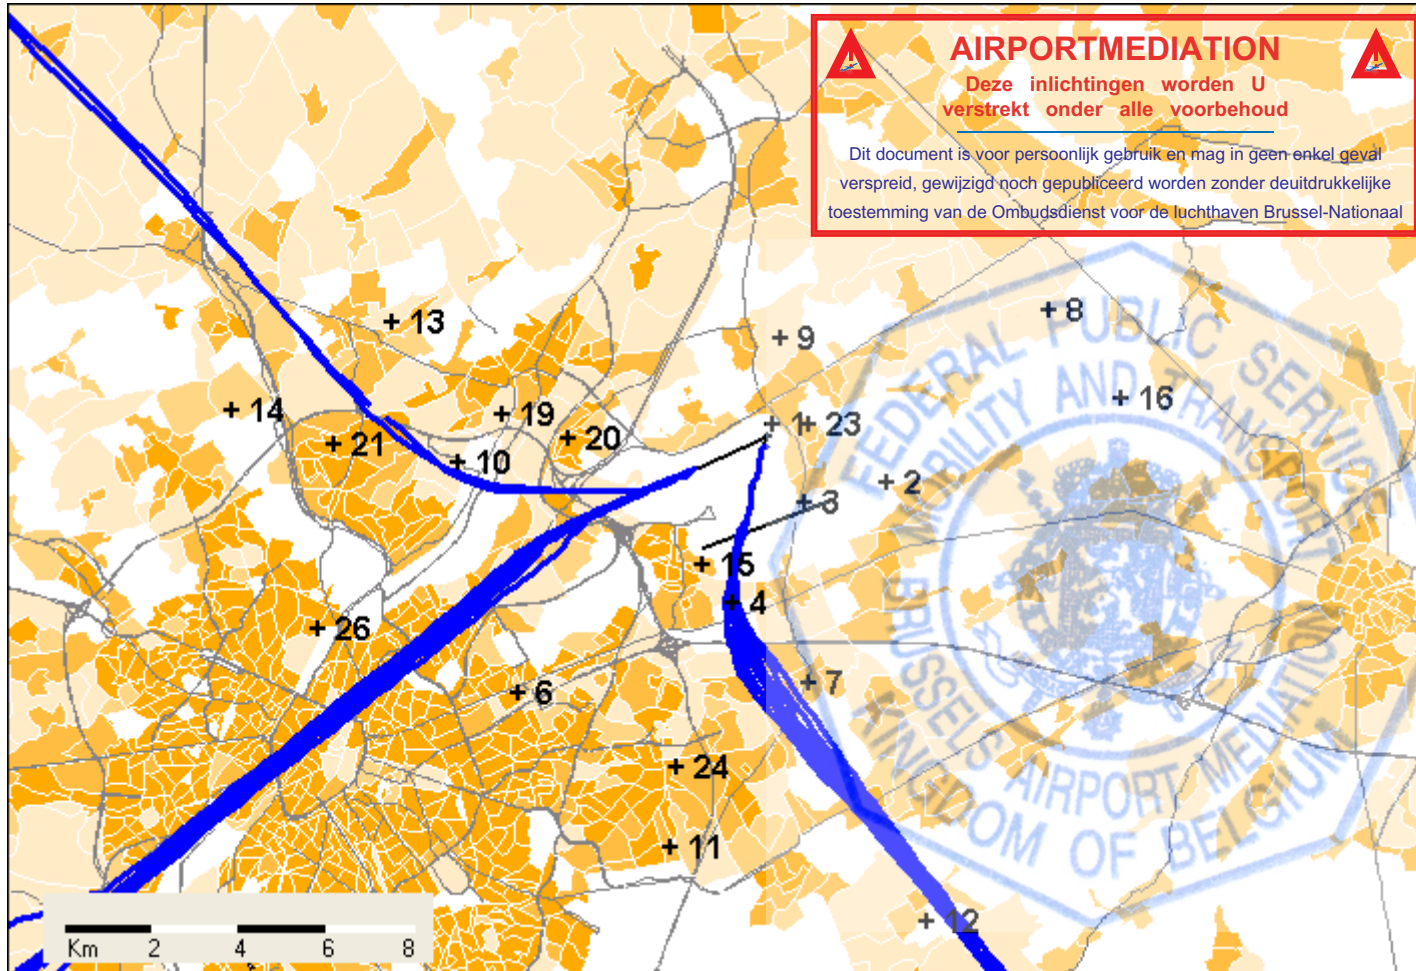 AIRPORTMEDIATION
Deze inlichtingen worden U
verstrekt onder alle voorbehoud
Dit document is voor persoonlijk gebruik en mag in geen enkel geval
verspreid, gewijzigd noch gepubliceerd worden zonder deuitdrukkelijke
toestemming van de Ombudsdienst voor de luchthaven Brussel-Nationaal
+ 8
+ 13
+ 9
+ 16
+ 14
+ 19
+ 1
+ 23
+ 20
+ 21
+ 10
+ 2
+ 3
+ 15
+ 4
+ 26
+ 7
+ 6
+ 24
+ 11
+ 12
FEDERAL PUBLIC SERVICE
MOBILITY AND TRANSPORT
BRUSSELS AIRPORT MEDIATION
KINGDOM OF BELGIUM
Km 2 4 6 8